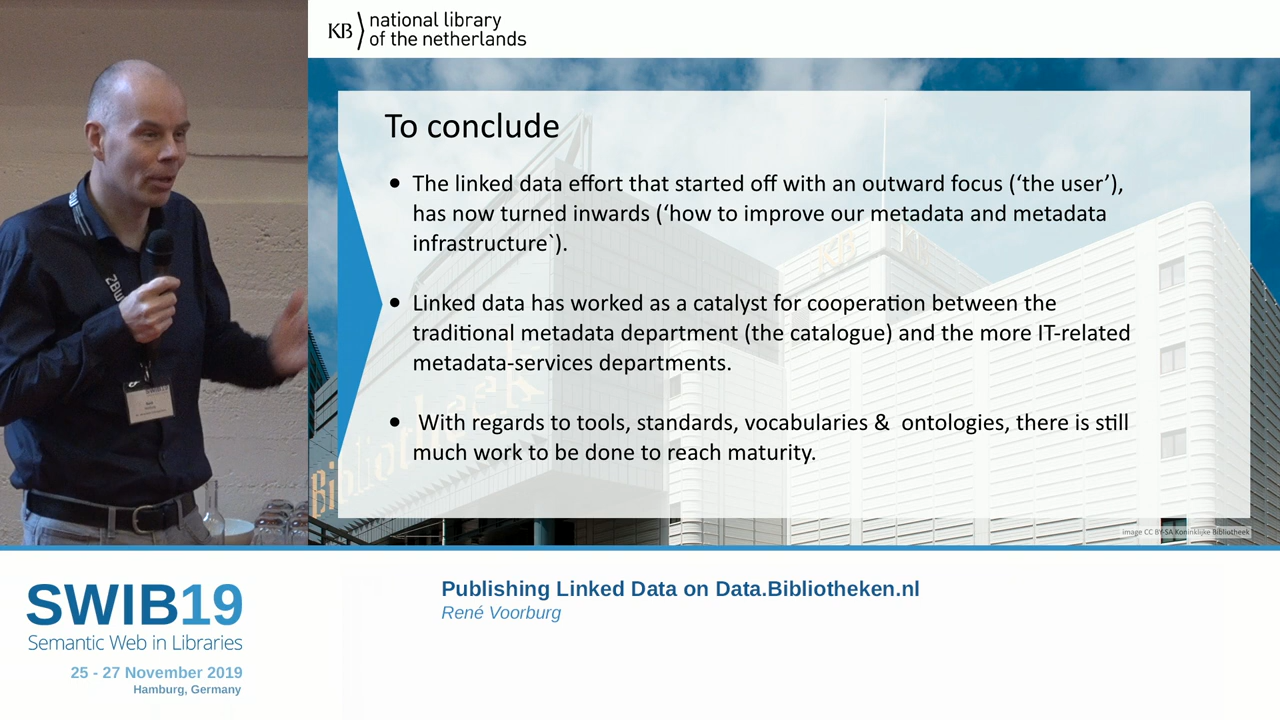 KB national library
of the netherlands
To conclude
• The linked data effort that started off with an outward focus (‘the user’),
has now turned inwards (‘how to improve our metadata and metadata
infrastructure`).
• Linked data has worked as a catalyst for cooperation between the
traditional metadata department (the catalogue) and the more IT-related
metadata-services departments.
• With regards to tools, standards, vocabularies & ontologies, there is still
much work to be done to reach maturity.
KB
Bibliotheek
image CC BY-SA Koninklijke Bibliotheek
ZBW
SWIB19
Semantic Web in Libraries
25 - 27 November 2019
Hamburg, Germany
Publishing Linked Data on Data.Bibliotheken.nl
René Voorburg